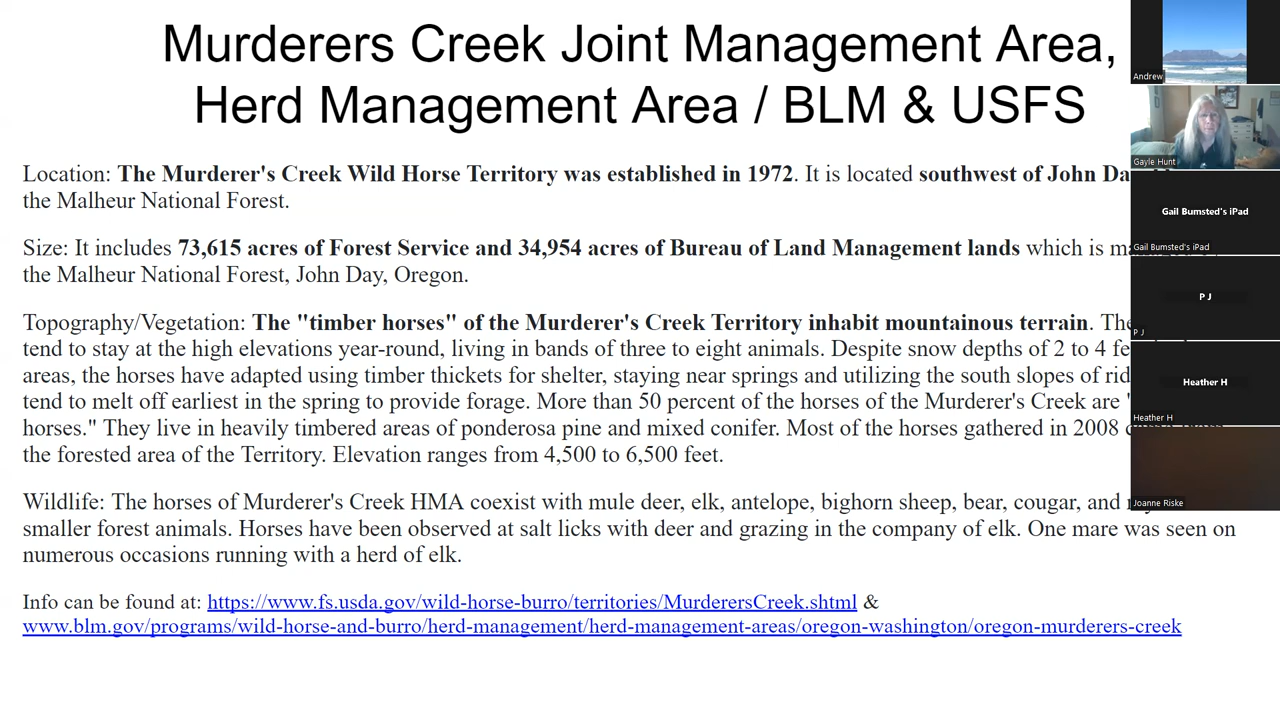 Murderers Creek Joint Management Area,
Herd Management Area / BLM & USFS
Location: The Murderer's Creek Wild Horse Territory was established in 1972. It is located southwest of John Da
the Malheur National Forest.
Size: It includes 73,615 acres of Forest Service and 34,954 acres of Bureau of Land Management lands which is
the Malheur National Forest, John Day, Oregon.
Topography/Vegetation: The "timber horses" of the Murderer's Creek Territory inhabit mountainous terrain. The
tend to stay at the high elevations year-round, living in bands of three to eight animals. Despite snow depths of 2 to 4 fe
areas, the horses have adapted using timber thickets for shelter, staying near springs and utilizing the south slopes of rid
tend to melt off earliest in the spring to provide forage. More than 50 percent of the horses of the Murderer's Creek are "
horses." They live in heavily timbered areas of ponderosa pine and mixed conifer. Most of the horses gathered in 2008
the forested area of the Territory. Elevation ranges from 4,500 to 6,500 feet.
Wildlife: The horses of Murderer's Creek HMA coexist with mule deer, elk, antelope, bighorn sheep, bear, cougar, and
smaller forest animals. Horses have been observed at salt licks with deer and grazing in the company of elk. One mare was seen on
numerous occasions running with a herd of elk.
Info can be found at: https://www.fs.usda.gov/wild-horse-burro/territories/MurderersCreek.shtml &
www.blm.gov/programs/wild-horse-and-burro/herd-management/herd-management-areas/oregon-washington/oregon-murderers-creek
Andrew
Gayle Hunt
Gail Bumsted's iPad
Gail Bumsted's iPad
P J
P J
Heather H
Heather H
Joanne Riske